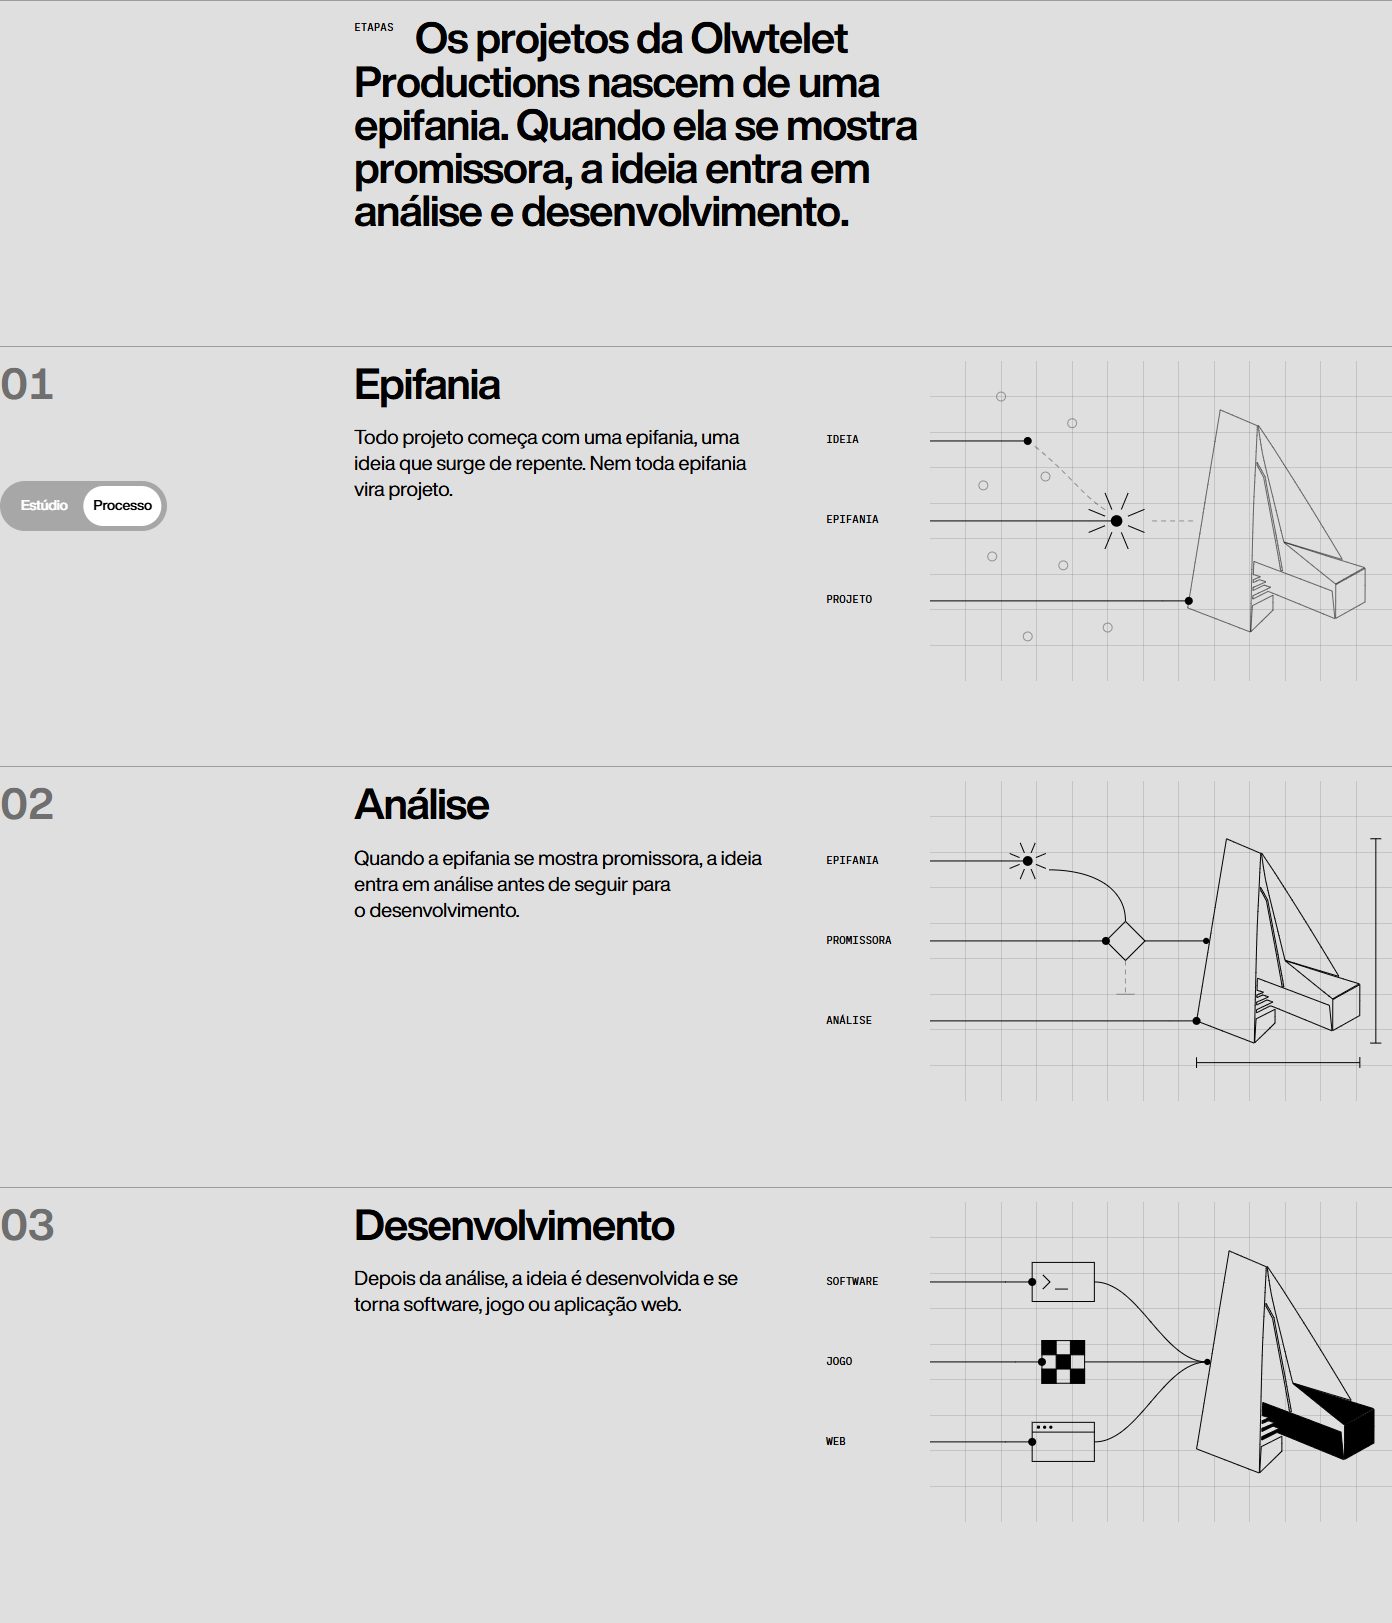 ETAPAS
Os projetos da Olwtelet
Productions nascem de uma
epifania. Quando ela se mostra
promissora, a ideia entra em
análise e desenvolvimento.
01
Epifania
Todo projeto começa com uma epifania, uma
ideia que surge de repente. Nem toda epifania
vira projeto.
Estúdio
Processo
IDEIA
EPIFANIA
PROJETO
02
Análise
Quando a epifania se mostra promissora, a ideia
entra em análise antes de seguir para
o desenvolvimento.
EPIFANIA
PROMISSORA
ANÁLISE
03
Desenvolvimento
Depois da análise, a ideia é desenvolvida e se
torna software, jogo ou aplicação web.
SOFTWARE
>_
JOGO
WEB